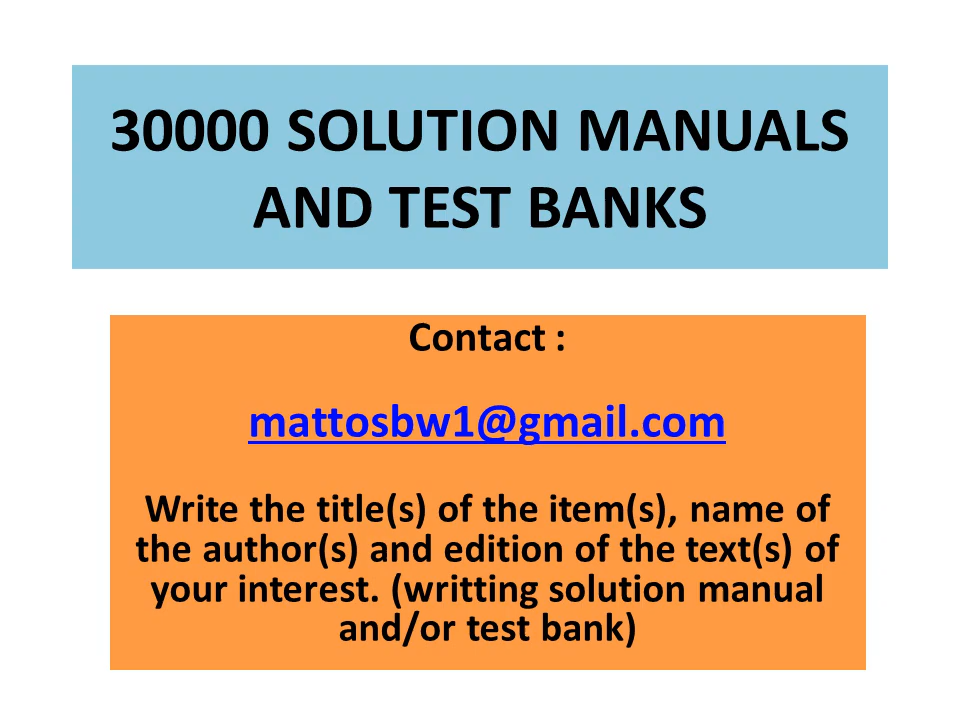 30000 SOLUTION MANUALS
AND TEST BANKS
Contact :
mattosbw1@gmail.com
Write the title(s) of the item(s), name of
the author(s) and edition of the text(s) of
your interest. (writting solution manual
and/or test bank)